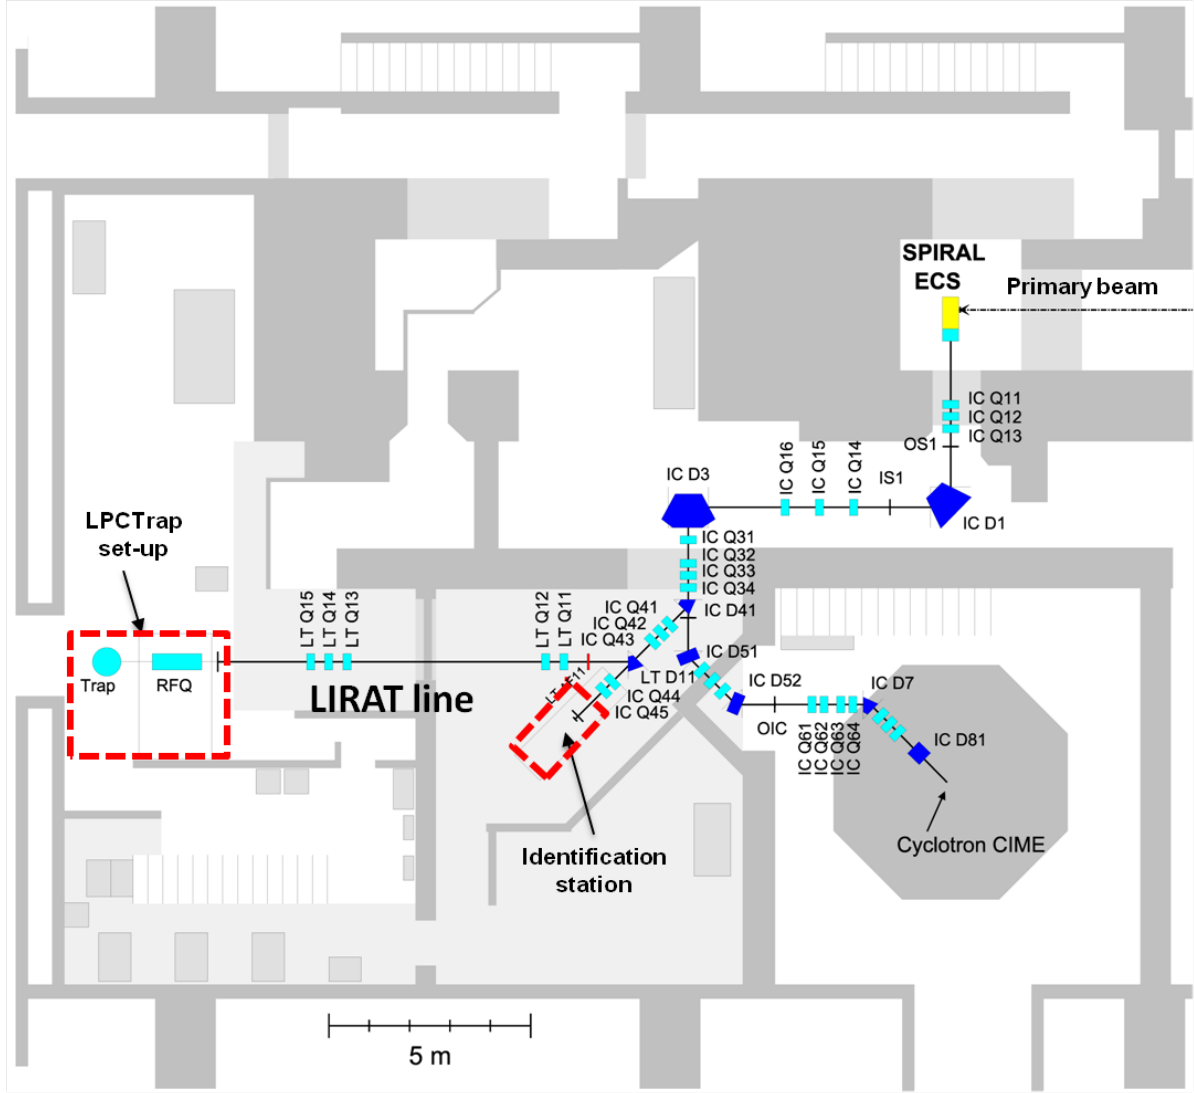 SPIRAL
ECS
Primary beam
IC Q11
IC Q12
IC Q13
OS1
IC Q16
IC Q15
IC Q14
IS1
IC D3
IC D1
IC Q31
IC Q32
IC Q33
IC Q34
LPCTrap
set-up
LT Q15
LT Q14
LT Q13
LT Q12
LT Q11
IC Q41
IC Q42
IC Q43
IC D41
IC D51
LT D11
IC Q44
IC Q45
IC D52
IC D7
Trap
RFQ
LIRAT line
OIC
IC Q61
IC Q62
IC Q63
IC Q64
IC D81
Cyclotron CIME
Identification
station
5 m